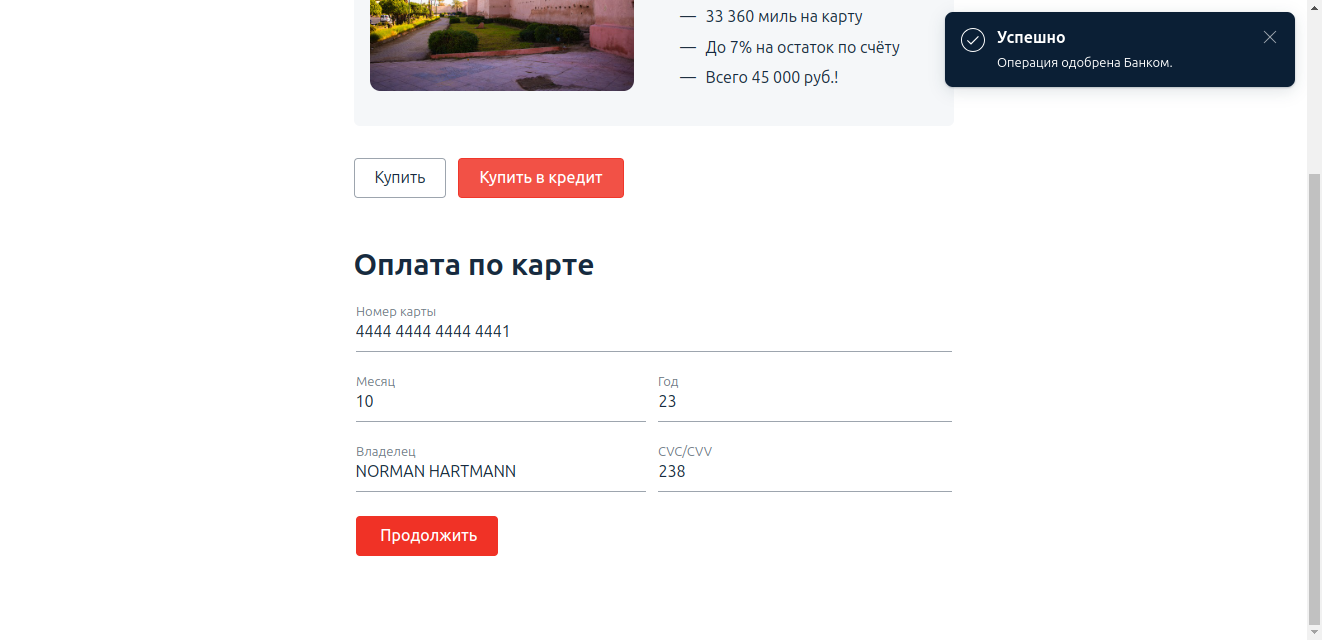 — 33 360 миль на карту
— До 7% на остаток по счёту
— Всего 45 000 руб.!
Успешно
Операция одобрена Банком.
Купить
Купить в кредит
Оплата по карте
Номер карты
4444 4444 4444 4441
Месяц
10
Год
23
Владелец
NORMAN HARTMANN
CVC/CVV
238
Продолжить